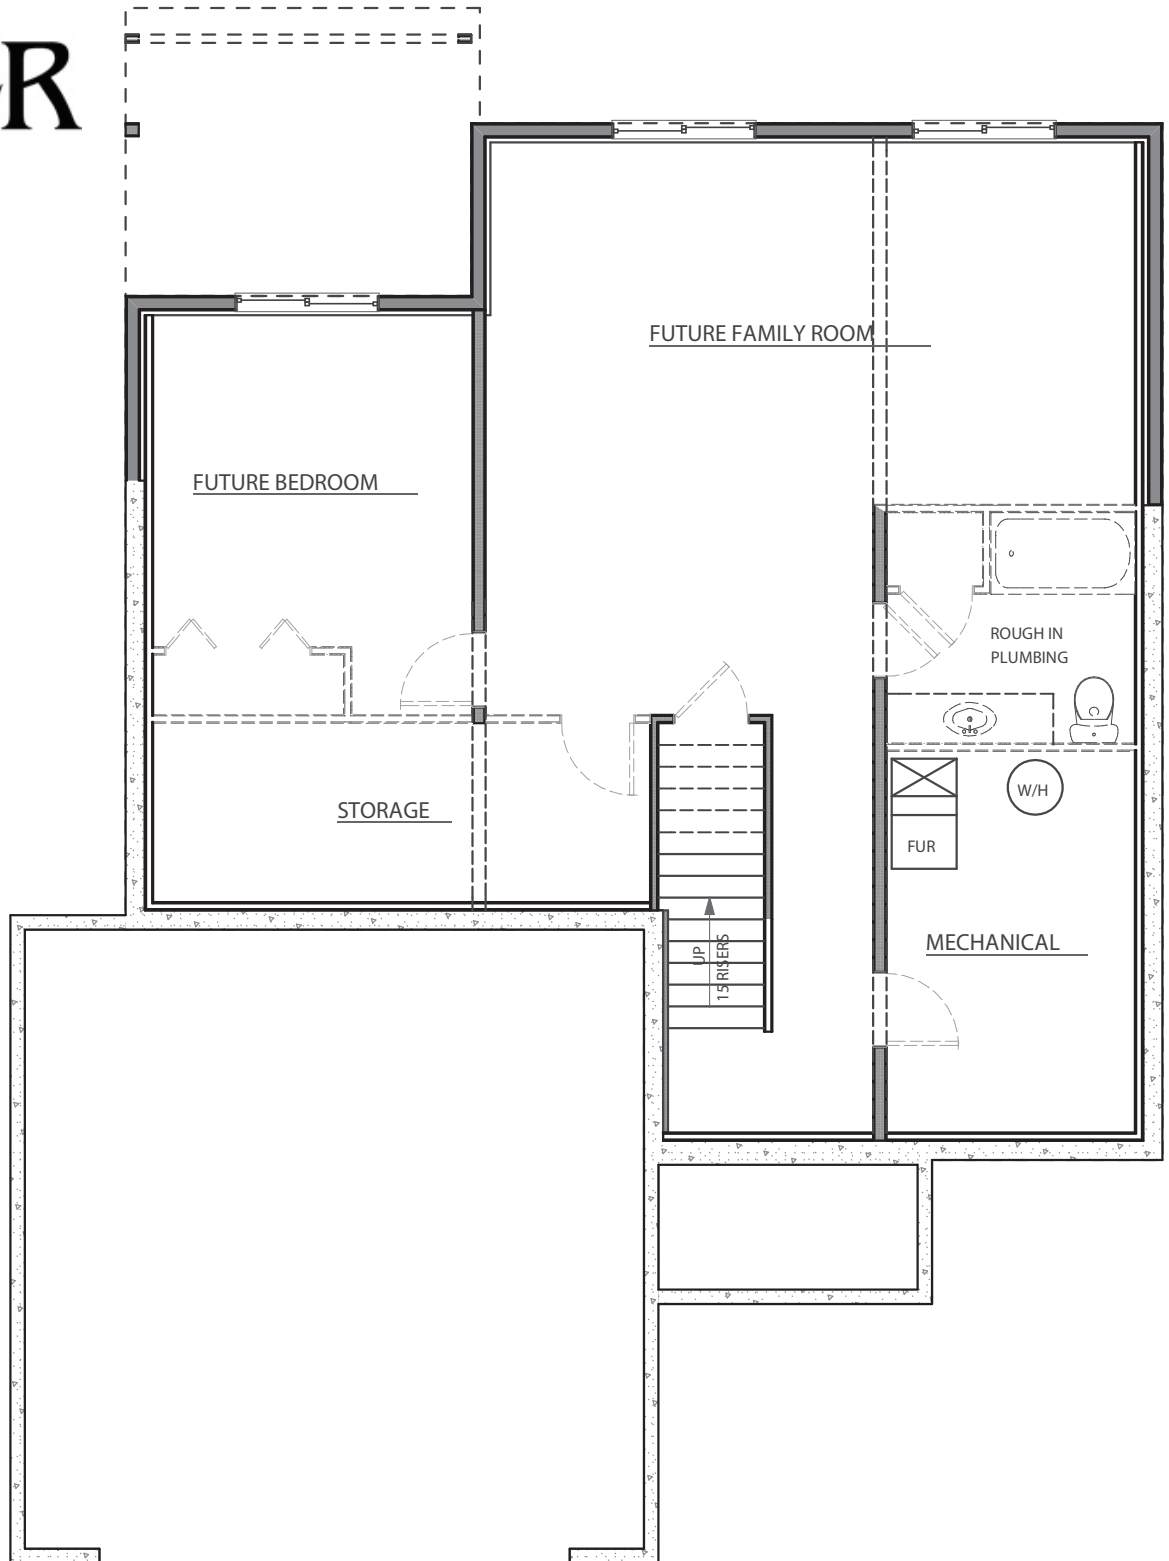 R
FUTURE FAMILY ROOM
FUTURE BEDROOM
ROUGH IN
PLUMBING
W/H
STORAGE
FUR
MECHANICAL
UP
15 RISERS